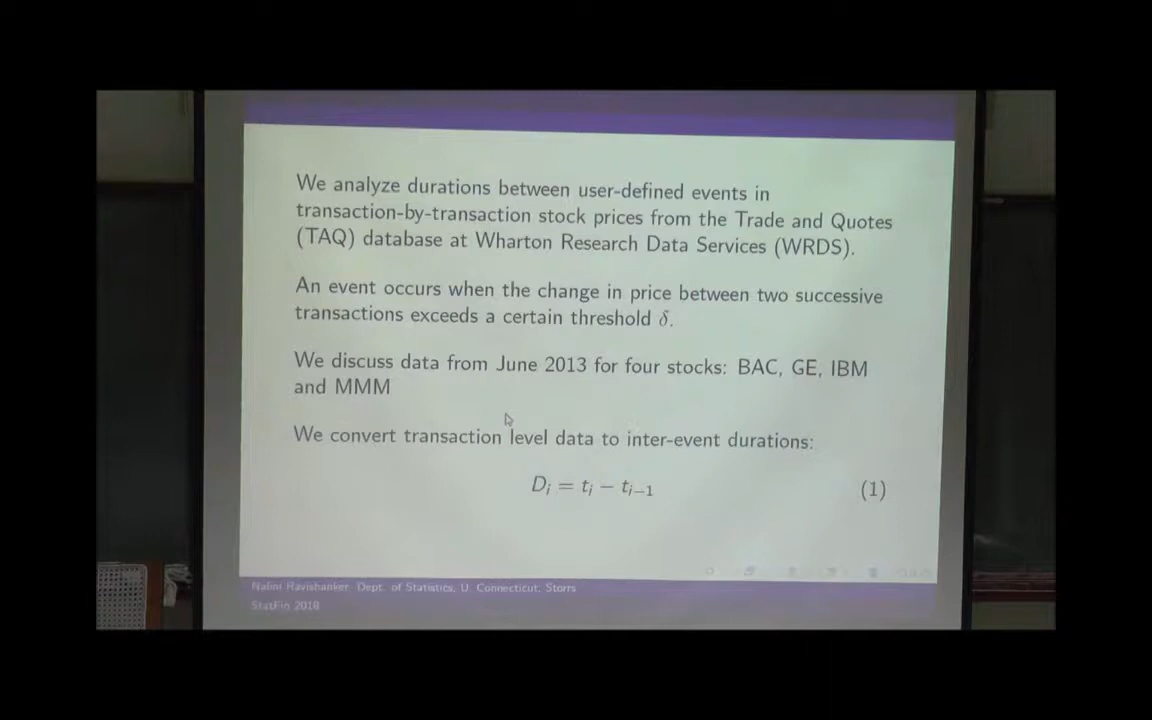 We analyze durations between user-defined events in
transaction-by-transaction stock prices from the Trade and Quotes
(TAQ) database at Wharton Research Data Services (WRDS).
An event occurs when the change in price between two successive
transactions exceeds a certain threshold δ.
We discuss data from June 2013 for four stocks: BAC, GE, IBM
and MMM
We convert transaction level data to inter-event durations:
Dᵢ = tᵢ − tᵢ₋₁ (1)
Nalini Ravishanker Dept. of Statistics, U. Connecticut, Storrs
StatFin 2018